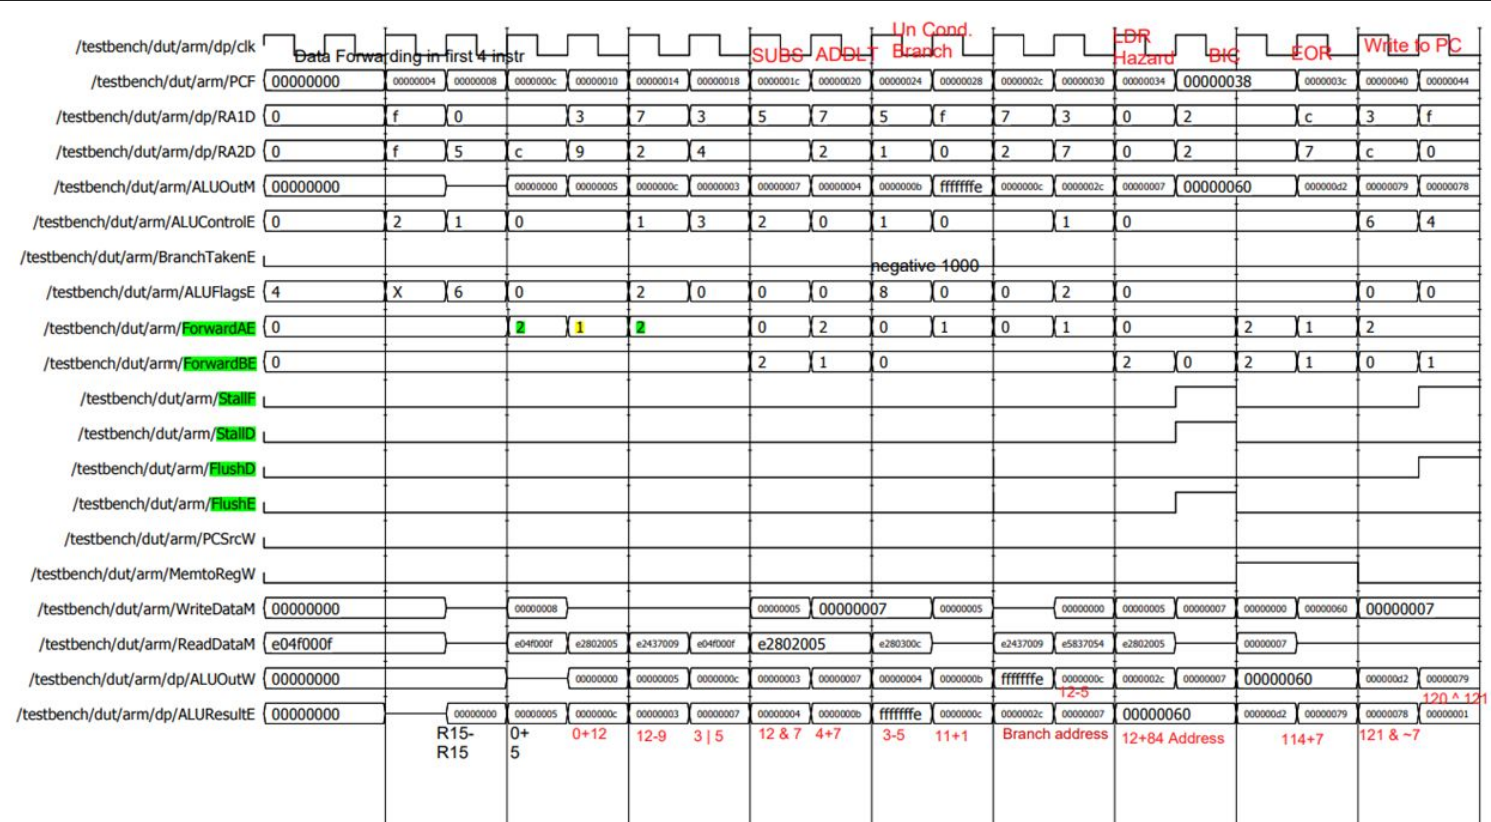 Un Cond.
/testbench/dut/arm/dp/clk Data Forwarding in first 4 instr SUBS ADDLT Branch LDR Hazard BIC EOR Write to PC
/testbench/dut/arm/PCF 00000000 00000004 00000008 0000000c 00000010 00000014 00000018 0000001c 00000020 00000024 00000028 0000002c 00000030 00000034 00000038 0000003c 00000040 00000044
/testbench/dut/arm/dp/RA1D 0 f 0 3 7 3 5 7 5 f 7 3 0 2 c 3 f
/testbench/dut/arm/dp/RA2D 0 f 5 c 9 2 4 2 1 0 2 7 0 2 7 c 0
/testbench/dut/arm/ALUOutM 00000000 00000000 00000005 0000000c 00000003 00000007 00000004 0000000b fffffffe 0000000c 0000002c 00000007 00000060 000000d2 00000079 00000078
/testbench/dut/arm/ALUControlE 0 2 1 0 1 3 2 0 1 0 1 0 6 4
/testbench/dut/arm/BranchTakenE
negative 1000
/testbench/dut/arm/ALUFlagsE 4 X 6 0 2 0 0 0 8 0 0 2 0 0 0
/testbench/dut/arm/ForwardAE 0 2 1 2 0 2 0 1 0 1 0 2 1 2
/testbench/dut/arm/ForwardBE 0 2 1 0 2 0 2 1 0 1
/testbench/dut/arm/StallF
/testbench/dut/arm/StallD
/testbench/dut/arm/FlushD
/testbench/dut/arm/FlushE
/testbench/dut/arm/PCSrcW
/testbench/dut/arm/MemtoRegW
/testbench/dut/arm/WriteDataM 00000000 00000008 00000005 00000007 00000005 00000000 00000005 00000007 00000000 00000060 00000007
/testbench/dut/arm/ReadDataM e04f000f e04f000f e2802005 e2437009 e04f000f e2802005 e280300c e2437009 e5837054 e2802005 00000007
/testbench/dut/arm/dp/ALUOutW 00000000 00000000 00000005 0000000c 00000003 00000007 00000004 0000000b fffffffe 0000000c 0000002c 00000007 00000060 000000d2 00000079
12-5 120 ^ 121
/testbench/dut/arm/dp/ALUResultE 00000000 00000000 00000005 0000000c 00000003 00000007 00000004 0000000b fffffffe 0000000c 0000002c 00000007 00000060 000000d2 00000079 00000078 00000001
R15- 0+ 0+12 12-9 3 | 5 12 & 7 4+7 3-5 11+1 Branch address 12+84 Address 114+7 121 & ~7
R15 5